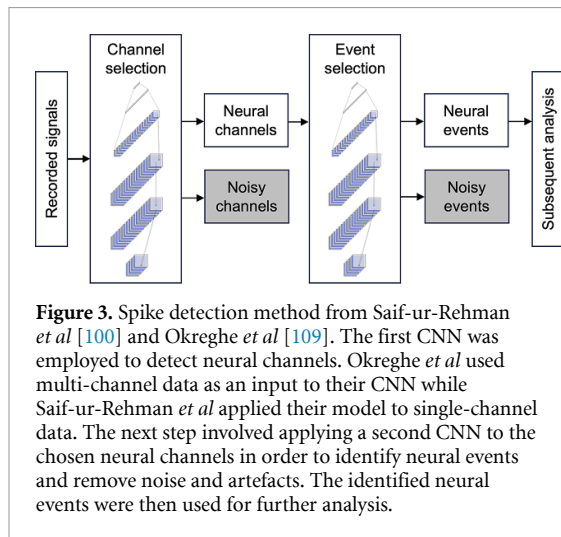 Recorded signals
Channel
selection
Neural
channels
Noisy
channels
Event
selection
Neural
events
Noisy
events
Subsequent analysis
Figure 3. Spike detection method from Saif-ur-Rehman
et al [100] and Okreghe et al [109]. The first CNN was
employed to detect neural channels. Okreghe et al used
multi-channel data as an input to their CNN while
Saif-ur-Rehman et al applied their model to single-channel
data. The next step involved applying a second CNN to the
chosen neural channels in order to identify neural events
and remove noise and artefacts. The identified neural
events were then used for further analysis.